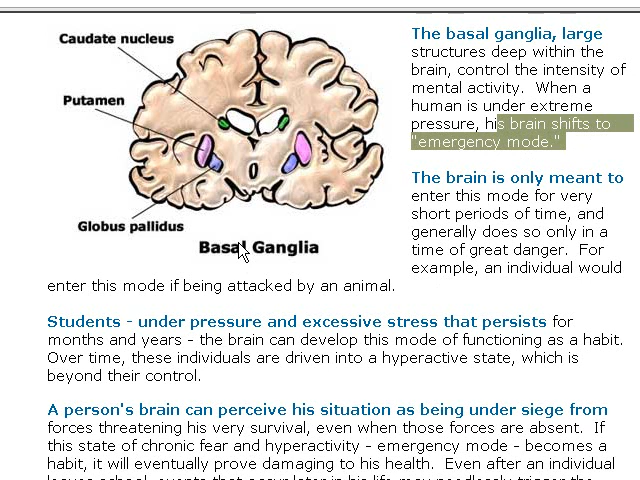 Caudate nucleus
Putamen
Globus pallidus
Basal Ganglia
The basal ganglia, large
structures deep within the
brain, control the intensity of
mental activity. When a
human is under extreme
pressure, his brain shifts to
"emergency mode."
The brain is only meant to
enter this mode for very
short periods of time, and
generally does so only in a
time of great danger. For
example, an individual would
enter this mode if being attacked by an animal.
Students - under pressure and excessive stress that persists for
months and years - the brain can develop this mode of functioning as a habit.
Over time, these individuals are driven into a hyperactive state, which is
beyond their control.
A person's brain can perceive his situation as being under siege from
forces threatening his very survival, even when those forces are absent. If
this state of chronic fear and hyperactivity - emergency mode - becomes a
habit, it will eventually prove damaging to his health. Even after an individual